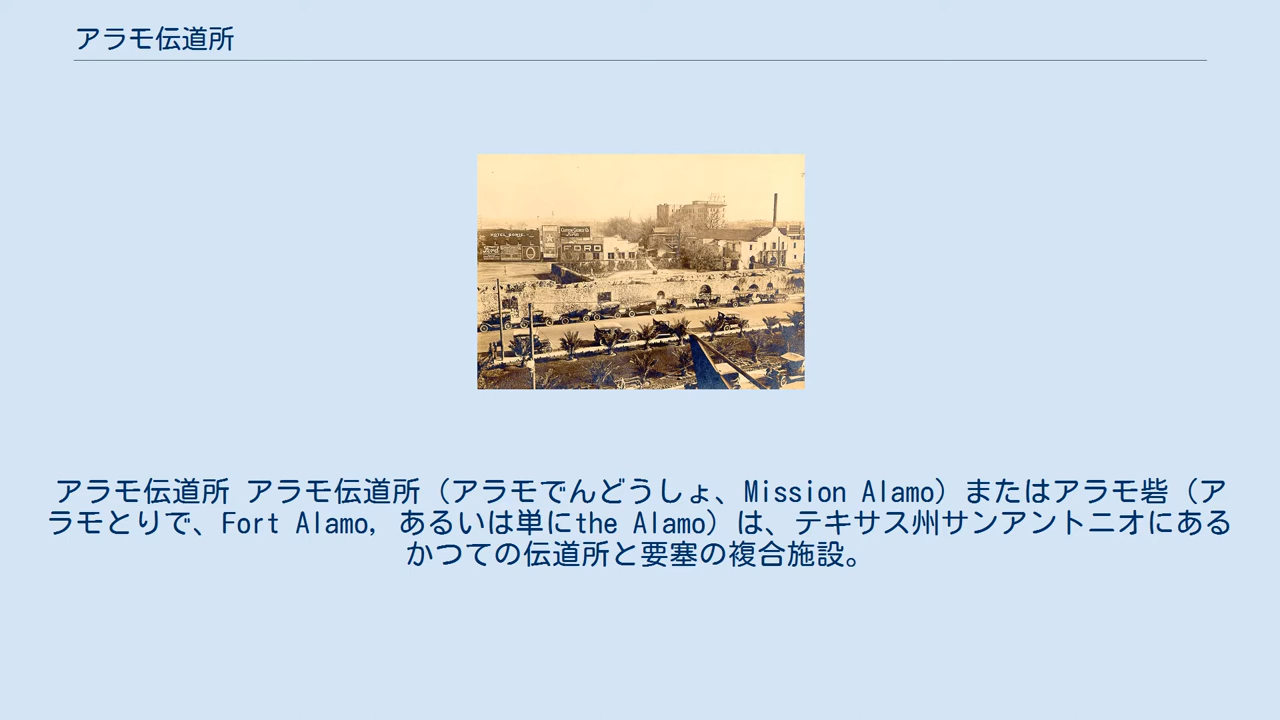 アラモ伝道所
HOTEL BOWIE
FORD
アラモ伝道所 アラモ伝道所（アラモでんどうしょ、Mission Alamo）またはアラモ砦（ア
ラモとりで、Fort Alamo, あるいは単にthe Alamo）は、テキサス州サンアントニオにある
かつての伝道所と要塞の複合施設。